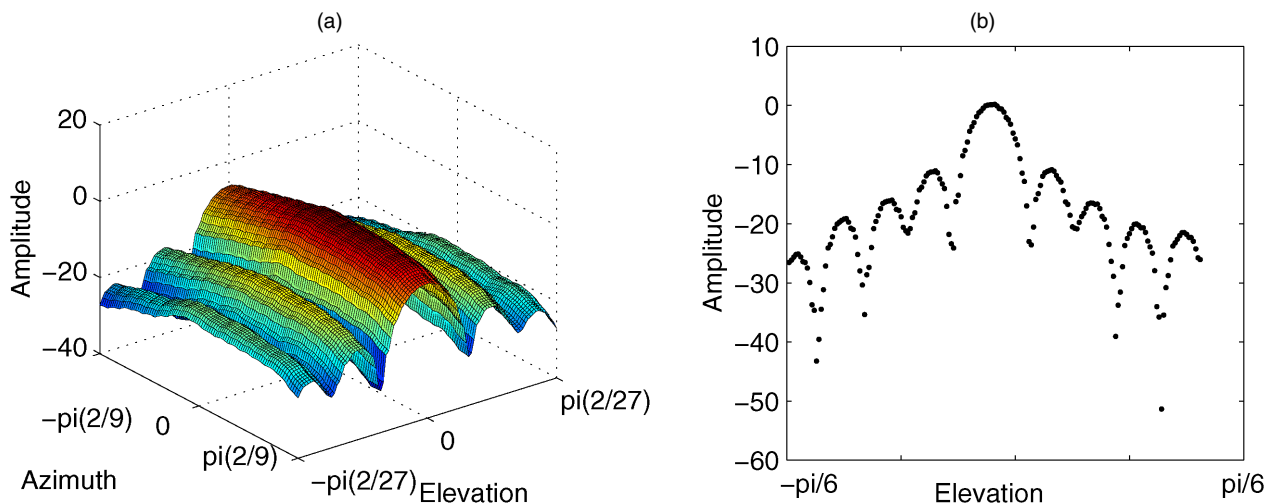 (a)
20
0
−20
−40
Amplitude
−pi(2/9)
0
pi(2/9)
Azimuth
−pi(2/27)
0
pi(2/27)
Elevation
(b)
10
0
−10
−20
−30
−40
−50
−60
Amplitude
−pi/6
pi/6
Elevation